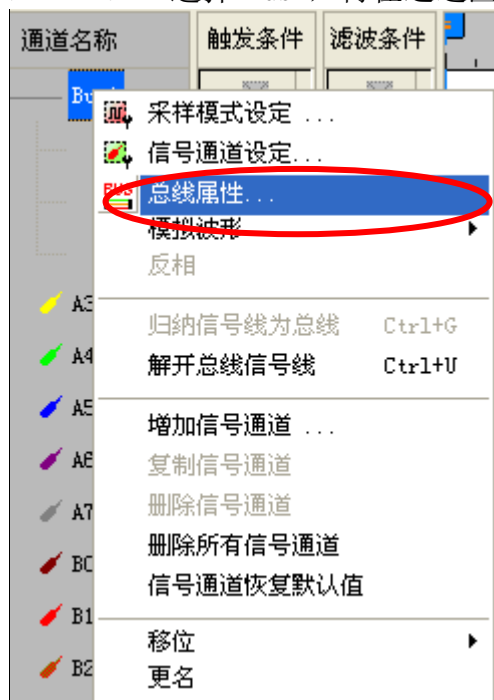 通道名称 触发条件 滤波条件
Bu
采样模式设定 ...
信号通道设定...
BUS 总线属性...
模拟波形
反相
A3
归纳信号线为总线 Ctrl+G
A4 解开总线信号线 Ctrl+U
A5
增加信号通道 ...
A6 复制信号通道
A7 删除信号通道
删除所有信号通道
B0
信号通道恢复默认值
B1
移位
B2 更名